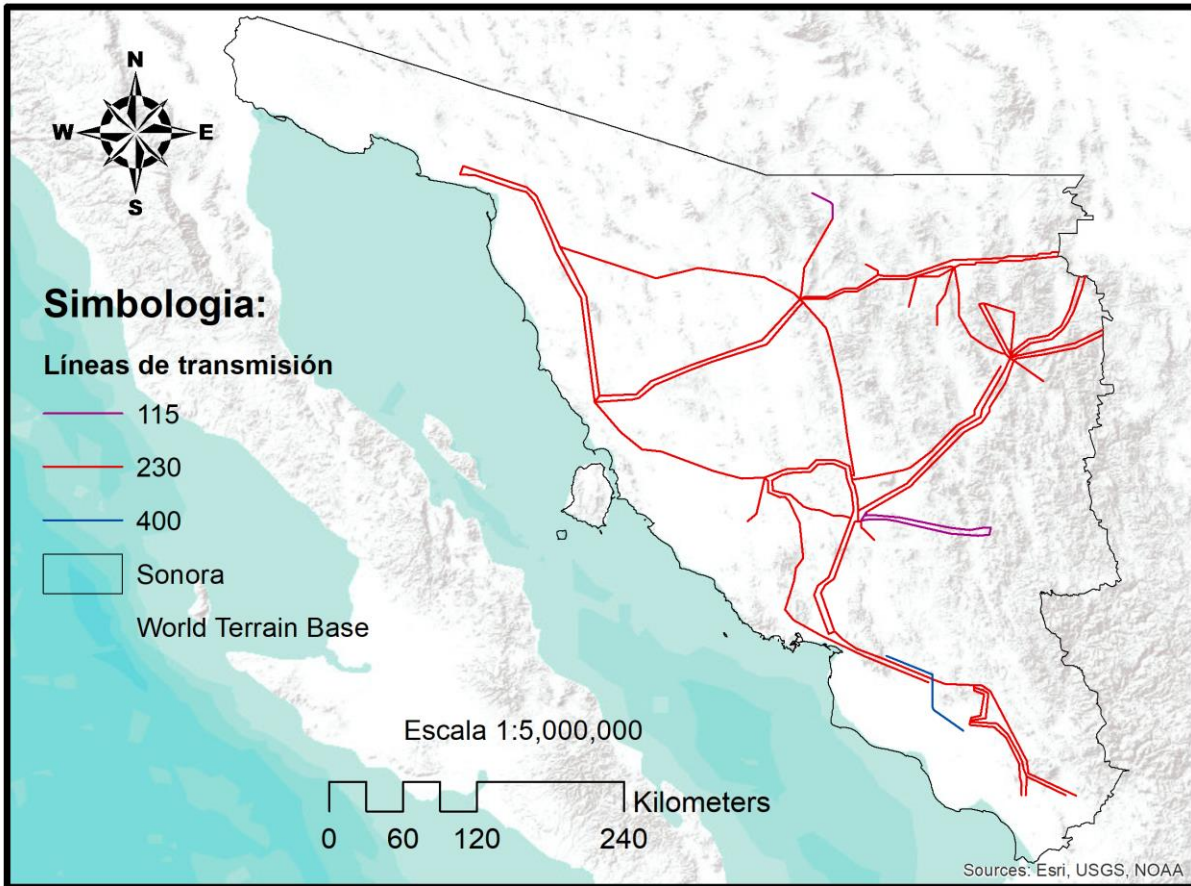 N
W E
S
Simbologia:
Líneas de transmisión
115
230
400
Sonora
World Terrain Base
Escala 1:5,000,000
Kilometers
0 60 120 240
Sources: Esri, USGS, NOAA